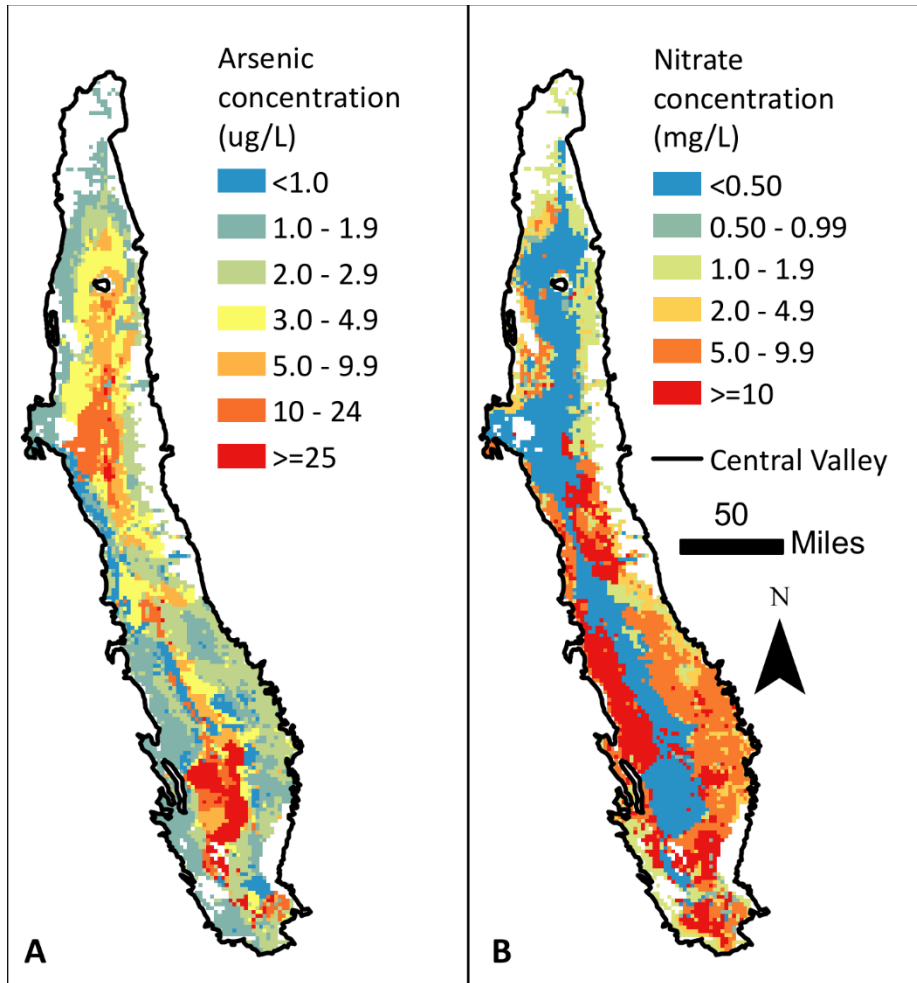 Arsenic
concentration
(ug/L)
<1.0
1.0 - 1.9
2.0 - 2.9
3.0 - 4.9
5.0 - 9.9
10 - 24
>=25
A
Nitrate
concentration
(mg/L)
<0.50
0.50 - 0.99
1.0 - 1.9
2.0 - 4.9
5.0 - 9.9
>=10
Central Valley
50
Miles
N
B